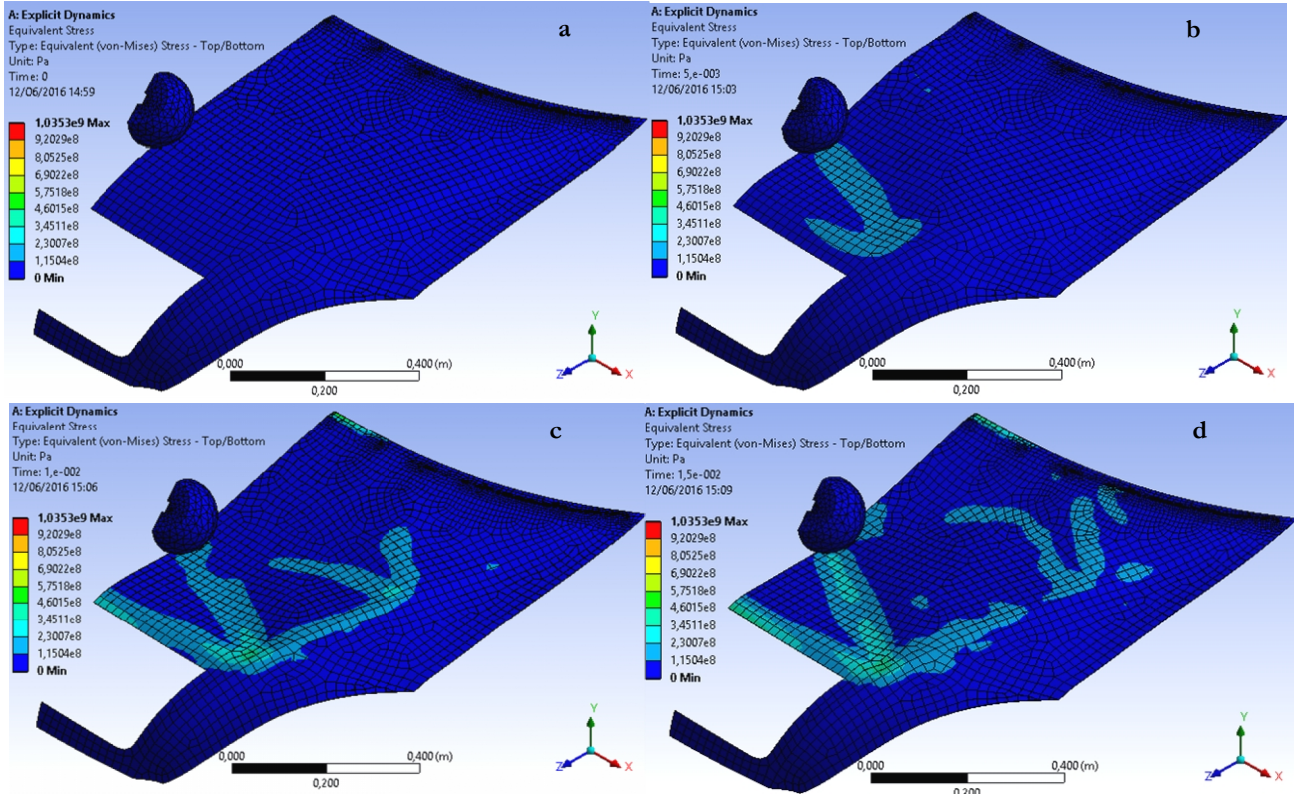 A: Explicit Dynamics
Equivalent Stress
Type: Equivalent (von-Mises) Stress - Top/Bottom
Unit: Pa
Time: 0
12/06/2016 14:59
a
1,0353e9 Max
9,2029e8
8,0525e8
6,9022e8
5,7518e8
4,6015e8
3,4511e8
2,3007e8
1,1504e8
0 Min
0,000
0,400 (m)
0,200
Y
Z
X
A: Explicit Dynamics
Equivalent Stress
Type: Equivalent (von-Mises) Stress - Top/Bottom
Unit: Pa
Time: 5,e-003
12/06/2016 15:03
b
1,0353e9 Max
9,2029e8
8,0525e8
6,9022e8
5,7518e8
4,6015e8
3,4511e8
2,3007e8
1,1504e8
0 Min
0,000
0,400 (m)
0,200
Y
Z
X
A: Explicit Dynamics
Equivalent Stress
Type: Equivalent (von-Mises) Stress - Top/Bottom
Unit: Pa
Time: 1,e-002
12/06/2016 15:06
c
1,0353e9 Max
9,2029e8
8,0525e8
6,9022e8
5,7518e8
4,6015e8
3,4511e8
2,3007e8
1,1504e8
0 Min
0,000
0,400 (m)
0,200
Y
Z
X
A: Explicit Dynamics
Equivalent Stress
Type: Equivalent (von-Mises) Stress - Top/Bottom
Unit: Pa
Time: 1,5e-002
12/06/2016 15:09
d
1,0353e9 Max
9,2029e8
8,0525e8
6,9022e8
5,7518e8
4,6015e8
3,4511e8
2,3007e8
1,1504e8
0 Min
0,000
0,400 (m)
0,200
Y
Z
X